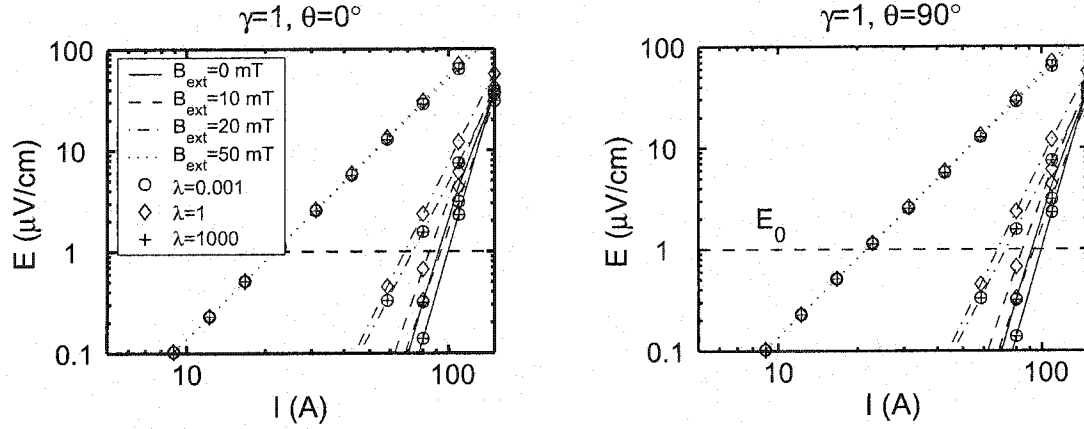 γ=1, θ=0°
100
10
1
0.1
E (μV/cm)
B_ext=0 mT
B_ext=10 mT
B_ext=20 mT
B_ext=50 mT
λ=0.001
λ=1
λ=1000
10
100
I (A)
γ=1, θ=90°
100
10
1
0.1
E (μV/cm)
E_0
10
100
I (A)